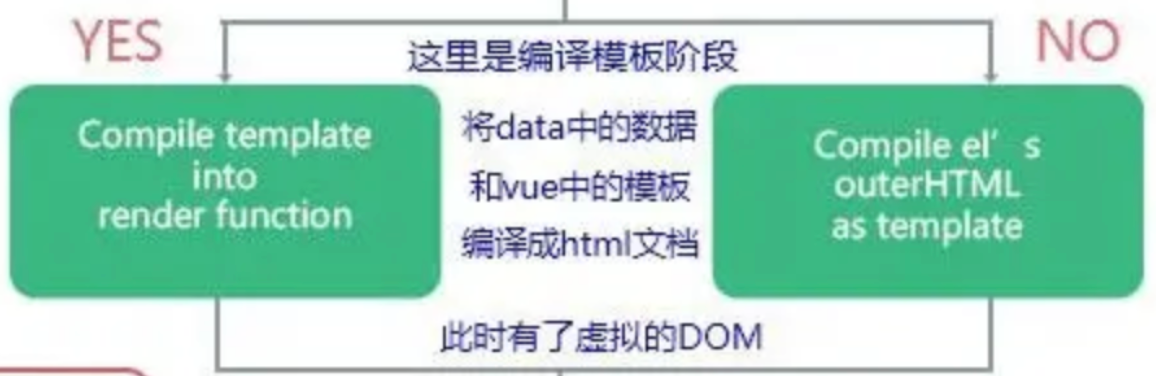 YES
NO
这里是编译模板阶段
Compile template
into
render function
将data中的数据
和vue中的模板
编译成html文档
Compile el’s
outerHTML
as template
此时有了虚拟的DOM